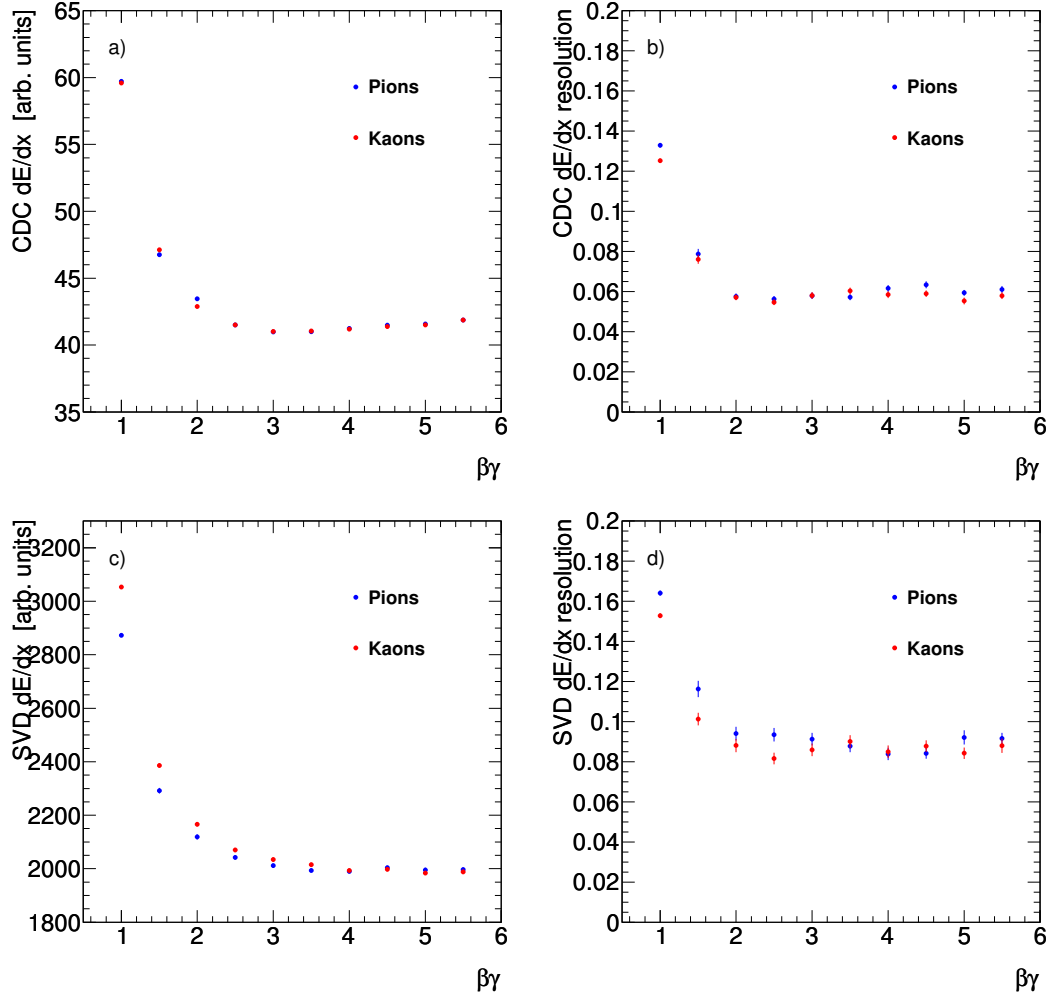 CDC dE/dx [arb. units]
65
60
55
50
45
40
35
a)
Pions
Kaons
1 2 3 4 5 6
βγ
CDC dE/dx resolution
0.2
0.18
0.16
0.14
0.12
0.1
0.08
0.06
0.04
0.02
0
b)
Pions
Kaons
1 2 3 4 5 6
βγ
SVD dE/dx [arb. units]
3200
3000
2800
2600
2400
2200
2000
1800
c)
Pions
Kaons
1 2 3 4 5 6
βγ
SVD dE/dx resolution
0.2
0.18
0.16
0.14
0.12
0.1
0.08
0.06
0.04
0.02
0
d)
Pions
Kaons
1 2 3 4 5 6
βγ